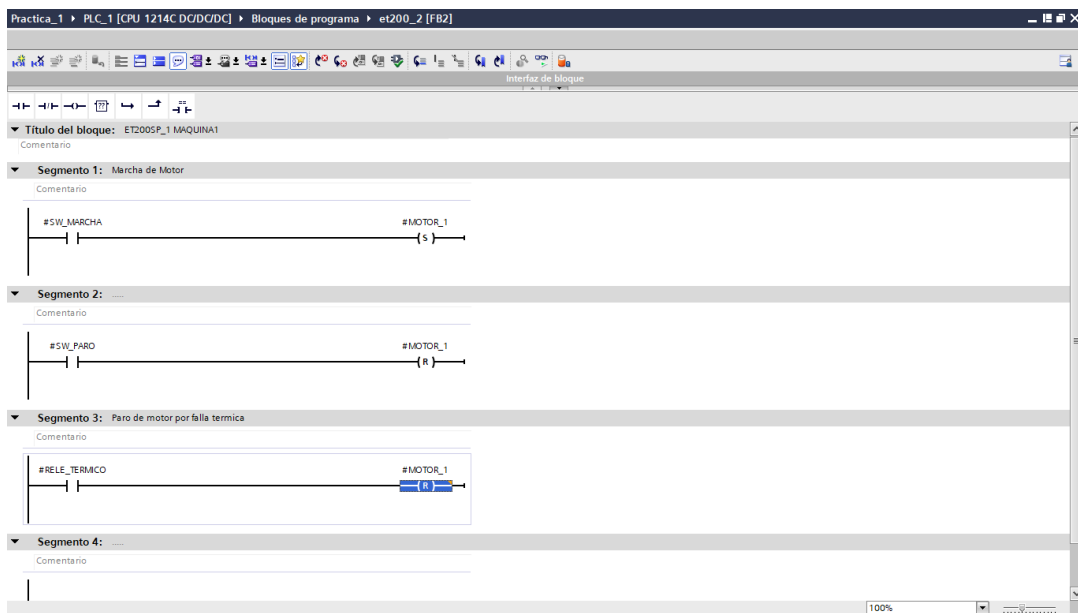 Practica_1 ▸ PLC_1 [CPU 1214C DC/DC/DC] ▸ Bloques de programa ▸ et200_2 [FB2]
Interfaz de bloque
Título del bloque: ET200SP_1 MAQUINA1
Comentario
Segmento 1: Marcha de Motor
Comentario
#SW_MARCHA #MOTOR_1
S
Segmento 2: .....
Comentario
#SW_PARO #MOTOR_1
R
Segmento 3: Paro de motor por falla termica
Comentario
#RELE_TERMICO #MOTOR_1
R
Segmento 4: .....
Comentario
100%